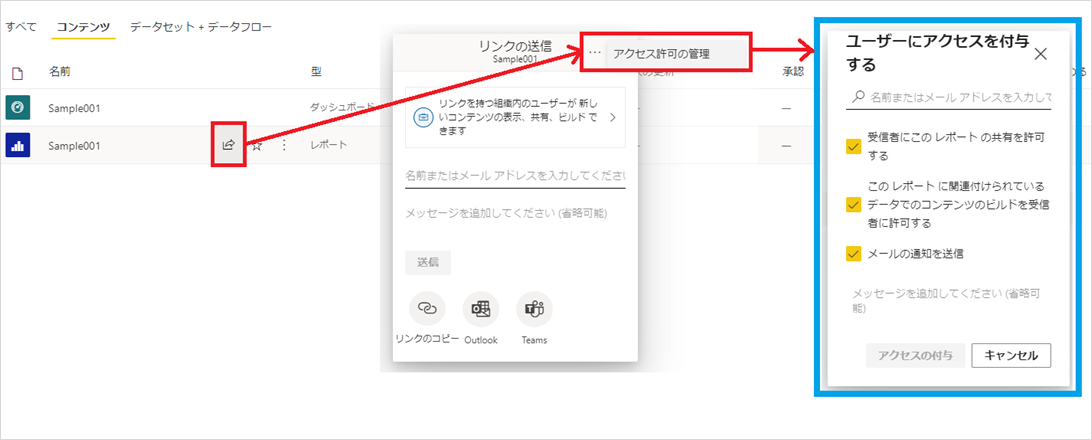 すべて コンテンツ データセット + データフロー
名前 型 の更新 承認
Sample001 ダッシュボード — —
Sample001 レポート — —
リンクの送信
Sample001
リンクを持つ組織内のユーザーが 新し
いコンテンツの表示、共有、ビルド で
きます
名前またはメール アドレスを入力してください
メッセージを追加してください (省略可能)
送信
リンクのコピー Outlook Teams
… アクセス許可の管理
ユーザーにアクセスを付与
する
名前またはメール アドレスを入力して
受信者にこの レポート の共有を許可
する
この レポート に関連付けられている
データでのコンテンツのビルドを受信
者に許可する
メールの通知を送信
メッセージを追加してください (省略可
能)
アクセスの付与 キャンセル